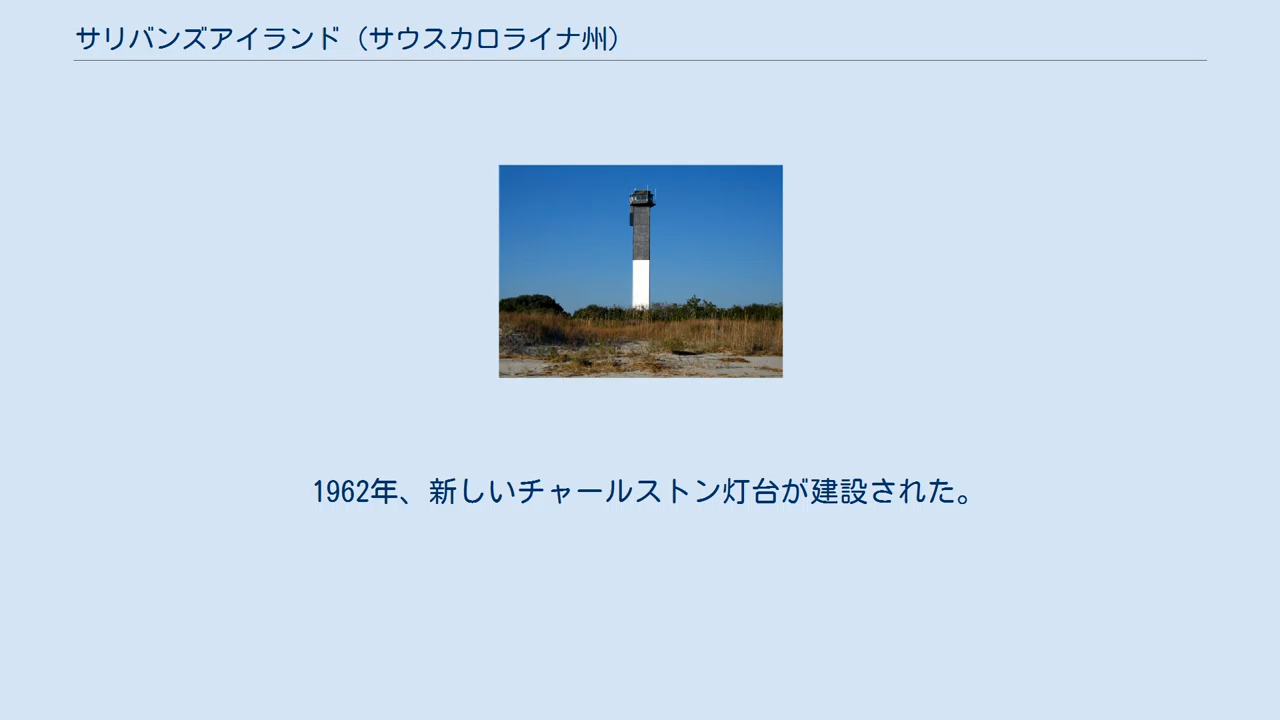 サリバンズアイランド（サウスカロライナ州）
1962年、新しいチャールストン灯台が建設された。